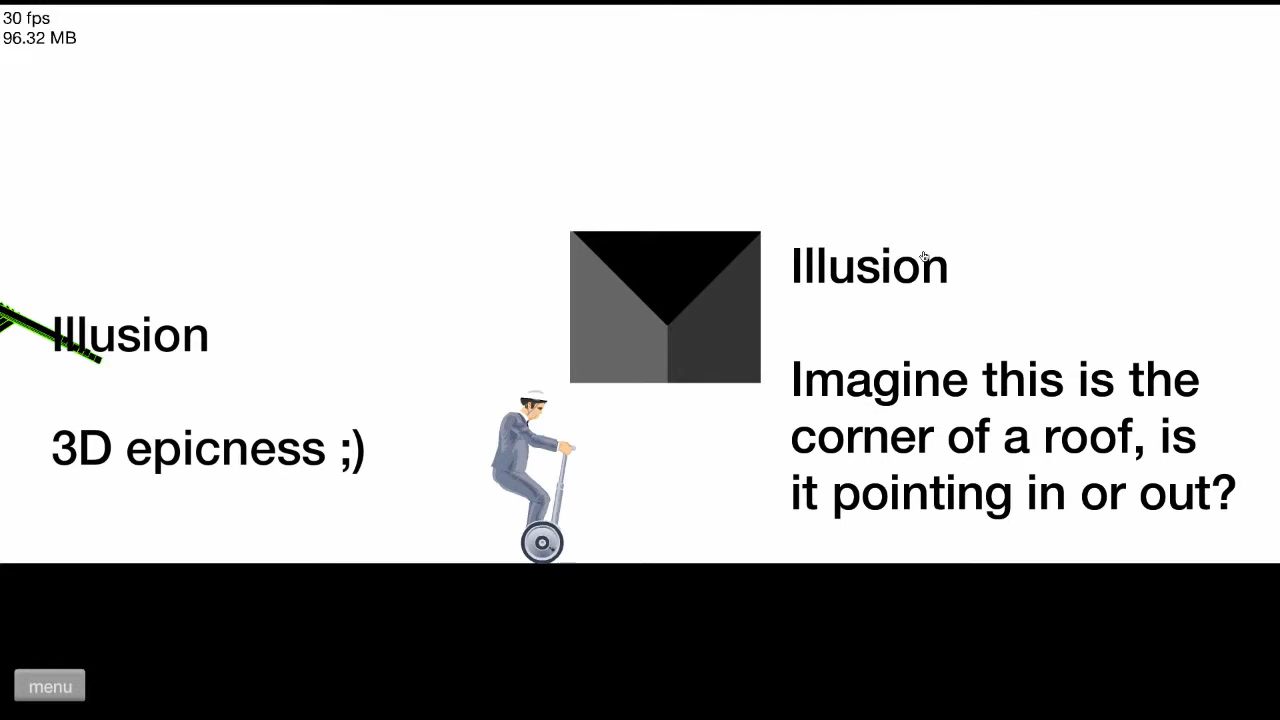 30 fps
96.32 MB
Illusion
3D epicness ;)
Illusion
Imagine this is the
corner of a roof, is
it pointing in or out?
menu